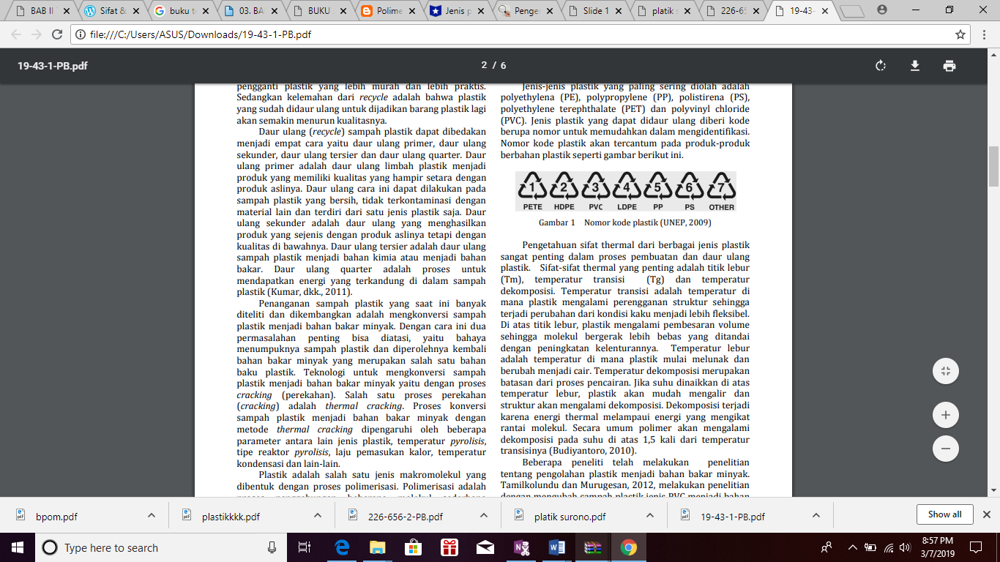 BAB II
Sifat &
buku t
03. BA
BUKU
Polime
Jenis p
Penge
Slide 1
platik s
226-65
19-43-
file:///C:/Users/ASUS/Downloads/19-43-1-PB.pdf
19-43-1-PB.pdf
2 / 6
pengganti plastik yang lebih murah dan lebih praktis.
Sedangkan kelemahan dari recycle adalah bahwa plastik
yang sudah didaur ulang untuk dijadikan barang plastik lagi
akan semakin menurun kualitasnya.
Daur ulang (recycle) sampah plastik dapat dibedakan
menjadi empat cara yaitu daur ulang primer, daur ulang
sekunder, daur ulang tersier dan daur ulang quarter. Daur
ulang primer adalah daur ulang limbah plastik menjadi
produk yang memiliki kualitas yang hampir setara dengan
produk aslinya. Daur ulang cara ini dapat dilakukan pada
sampah plastik yang bersih, tidak terkontaminasi dengan
material lain dan terdiri dari satu jenis plastik saja. Daur
ulang sekunder adalah daur ulang yang menghasilkan
produk yang sejenis dengan produk aslinya tetapi dengan
kualitas di bawahnya. Daur ulang tersier adalah daur ulang
sampah plastik menjadi bahan kimia atau menjadi bahan
bakar. Daur ulang quarter adalah proses untuk
mendapatkan energi yang terkandung di dalam sampah
plastik (Kumar, dkk., 2011).
Penanganan sampah plastik yang saat ini banyak
diteliti dan dikembangkan adalah mengkonversi sampah
plastik menjadi bahan bakar minyak. Dengan cara ini dua
permasalahan penting bisa diatasi, yaitu bahaya
menumpuknya sampah plastik dan diperolehnya kembali
bahan bakar minyak yang merupakan salah satu bahan
baku plastik. Teknologi untuk mengkonversi sampah
plastik menjadi bahan bakar minyak yaitu dengan proses
cracking (perekahan). Salah satu proses perekahan
(cracking) adalah thermal cracking. Proses konversi
sampah plastik menjadi bahan bakar minyak dengan
metode thermal cracking dipengaruhi oleh beberapa
parameter antara lain jenis plastik, temperatur pyrolisis,
tipe reaktor pyrolisis, laju pemasukan kalor, temperatur
kondensasi dan lain-lain.
Plastik adalah salah satu jenis makromolekul yang
dibentuk dengan proses polimerisasi. Polimerisasi adalah
Jenis-jenis plastik yang paling sering diolah adalah
polyethylena (PE), polypropylene (PP), polistirena (PS),
polyethylene terephthalate (PET) dan polyvinyl chloride
(PVC). Jenis plastik yang dapat didaur ulang diberi kode
berupa nomor untuk memudahkan dalam mengidentifikasi.
Nomor kode plastik akan tercantum pada produk-produk
berbahan plastik seperti gambar berikut ini.
1 2 3 4 5 6 7
PETE HDPE PVC LDPE PP PS OTHER
Gambar 1 Nomor kode plastik (UNEP, 2009)
Pengetahuan sifat thermal dari berbagai jenis plastik
sangat penting dalam proses pembuatan dan daur ulang
plastik. Sifat-sifat thermal yang penting adalah titik lebur
(Tm), temperatur transisi (Tg) dan temperatur
dekomposisi. Temperatur transisi adalah temperatur di
mana plastik mengalami perengganan struktur sehingga
terjadi perubahan dari kondisi kaku menjadi lebih fleksibel.
Di atas titik lebur, plastik mengalami pembesaran volume
sehingga molekul bergerak lebih bebas yang ditandai
dengan peningkatan kelenturannya. Temperatur lebur
adalah temperatur di mana plastik mulai melunak dan
berubah menjadi cair. Temperatur dekomposisi merupakan
batasan dari proses pencairan. Jika suhu dinaikkan di atas
temperatur lebur, plastik akan mudah mengalir dan
struktur akan mengalami dekomposisi. Dekomposisi terjadi
karena energi thermal melampaui energi yang mengikat
rantai molekul. Secara umum polimer akan mengalami
dekomposisi pada suhu di atas 1,5 kali dari temperatur
transisinya (Budiyantoro, 2010).
Beberapa peneliti telah melakukan penelitian
tentang pengolahan plastik menjadi bahan bakar minyak.
Tamilkolundu dan Murugesan, 2012, melakukan penelitian
dengan mengubah sampah plastik jenis PVC menjadi bahan
bpom.pdf
plastikkkk.pdf
226-656-2-PB.pdf
platik surono.pdf
19-43-1-PB.pdf
Show all
Type here to search
8:57 PM
3/7/2019